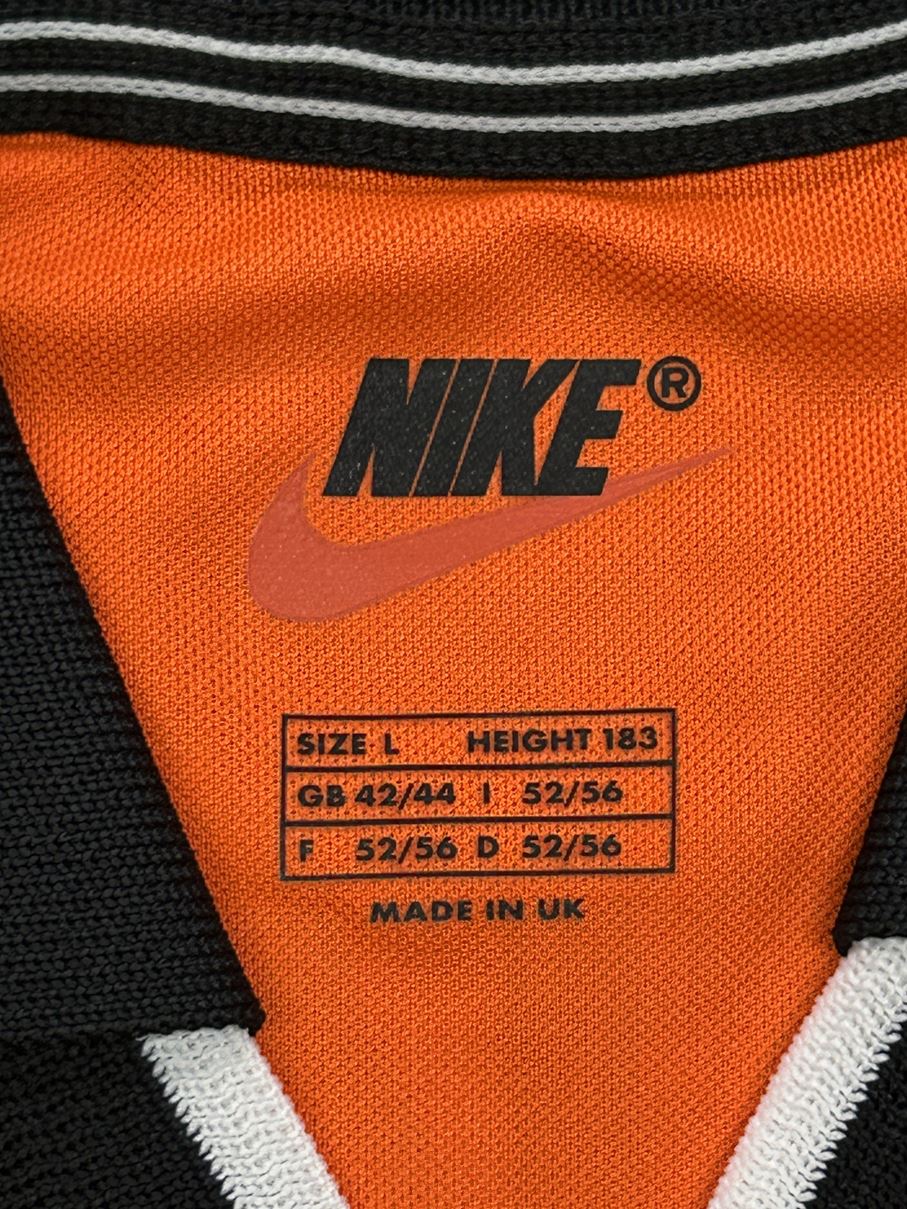 NIKE®
SIZE L HEIGHT 183
GB 42/44 I 52/56
F 52/56 D 52/56
MADE IN UK